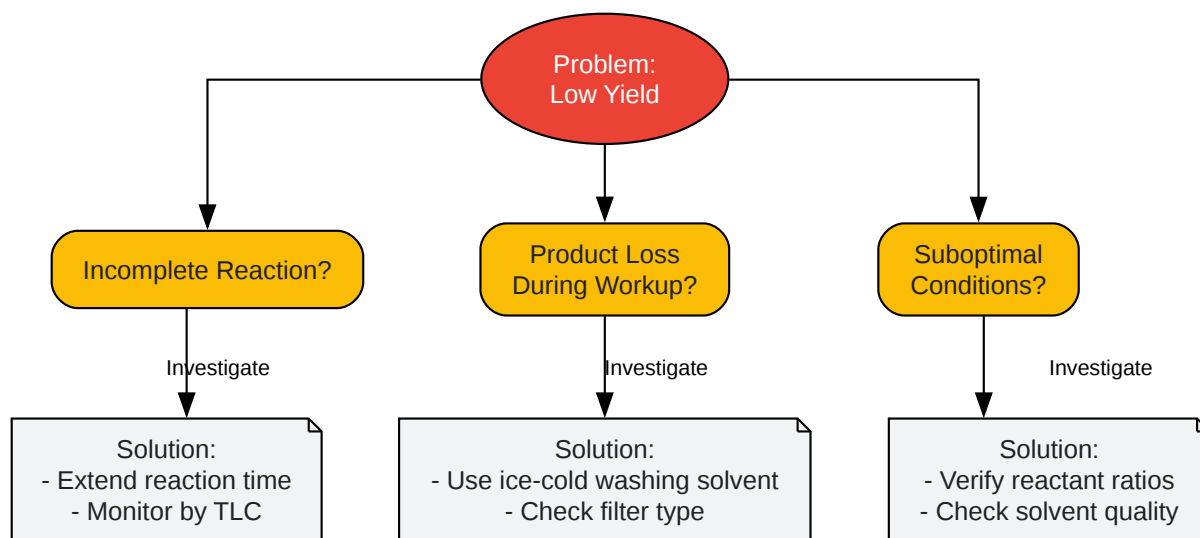 Problem:
Low Yield
Incomplete Reaction?
Product Loss
During Workup?
Suboptimal
Conditions?
Investigate
Investigate
Investigate
Solution:
- Extend reaction time
- Monitor by TLC
Solution:
- Use ice-cold washing solvent
- Check filter type
Solution:
- Verify reactant ratios
- Check solvent quality